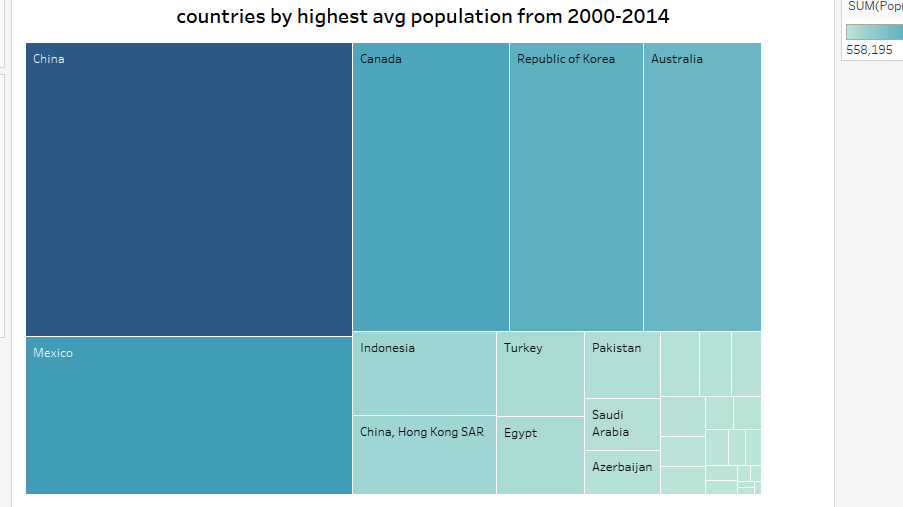 countries by highest avg population from 2000-2014
SUM(Popu
558,195
China
Canada
Republic of Korea
Australia
Mexico
Indonesia
Turkey
Pakistan
Saudi
Arabia
China, Hong Kong SAR
Egypt
Azerbaijan